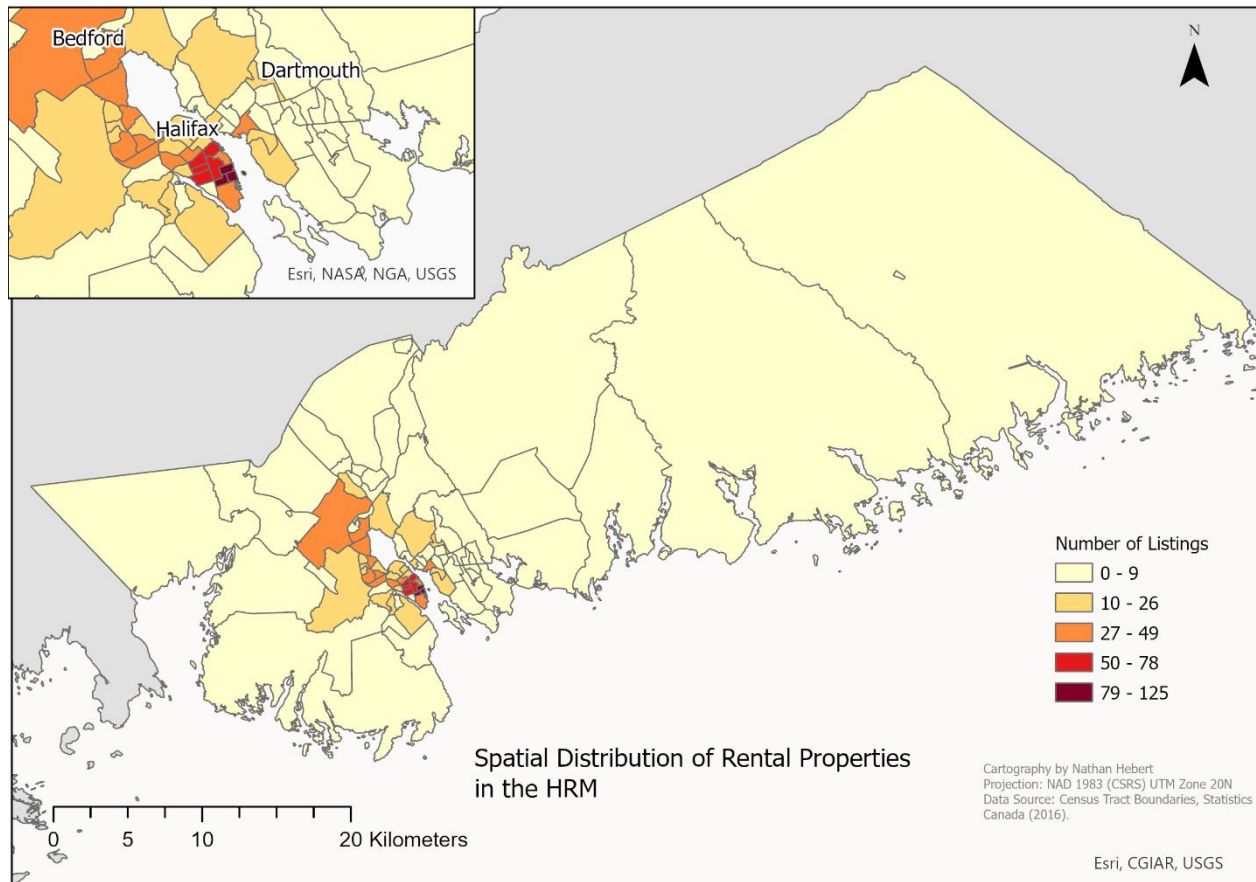 Bedford
Dartmouth
Halifax
Esri, NASA, NGA, USGS
N
Number of Listings
0 - 9
10 - 26
27 - 49
50 - 78
79 - 125
Spatial Distribution of Rental Properties
in the HRM
Cartography by Nathan Hebert
Projection: NAD 1983 (CSRS) UTM Zone 20N
Data Source: Census Tract Boundaries, Statistics
Canada (2016).
0 5 10 20 Kilometers
Esri, CGIAR, USGS